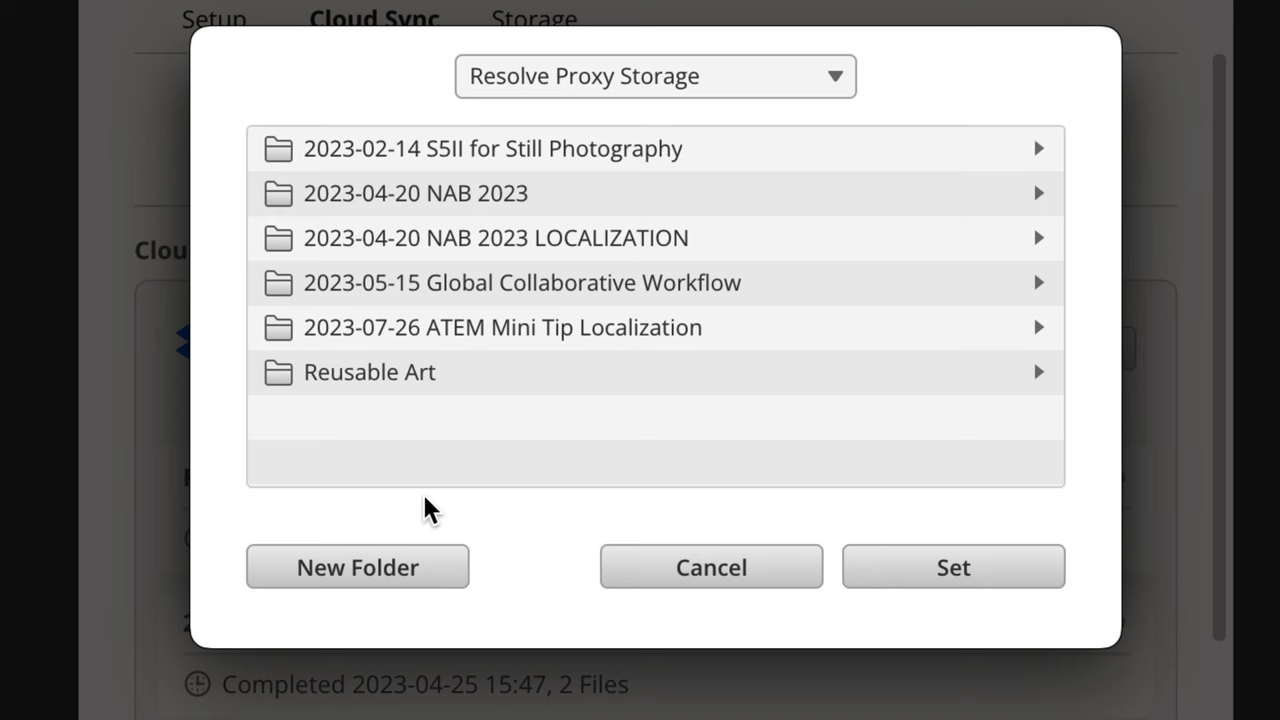 Setup Cloud Sync Storage
Resolve Proxy Storage
2023-02-14 S5II for Still Photography
2023-04-20 NAB 2023
2023-04-20 NAB 2023 LOCALIZATION
Clou
2023-05-15 Global Collaborative Workflow
2023-07-26 ATEM Mini Tip Localization
Reusable Art
New Folder Cancel Set
Completed 2023-04-25 15:47, 2 Files